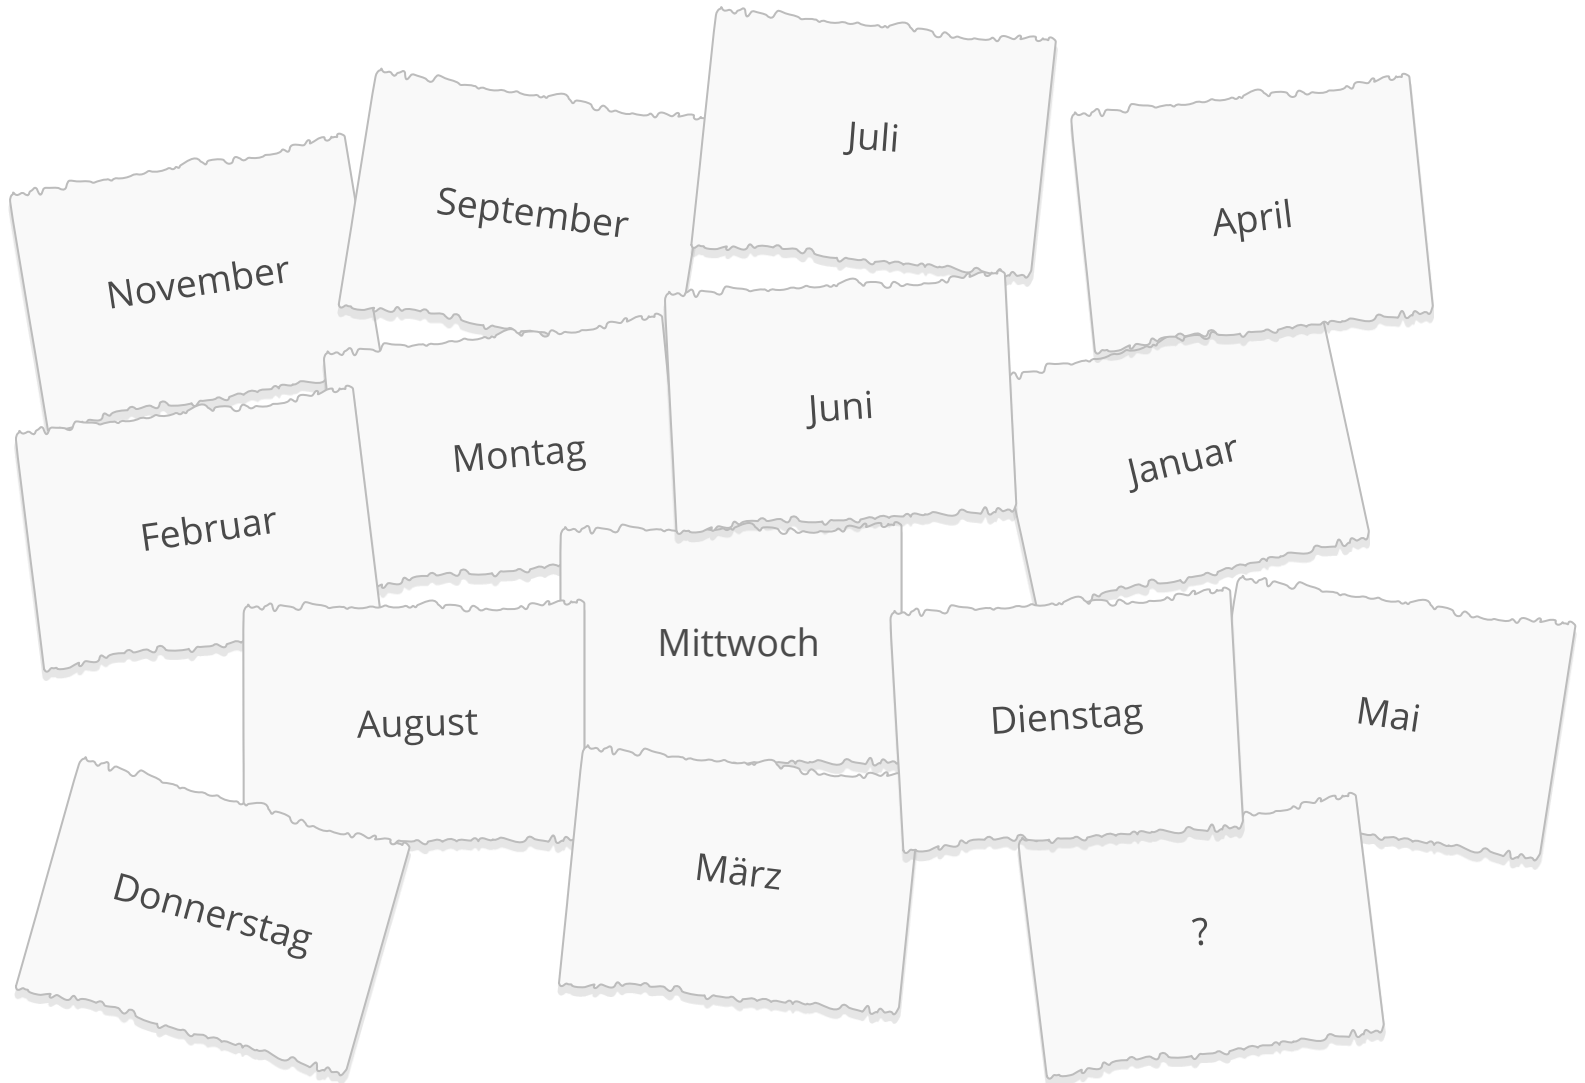 Juli
September
April
November
Juni
Montag
Januar
Februar
Mittwoch
August
Dienstag
Mai
März
Donnerstag
?